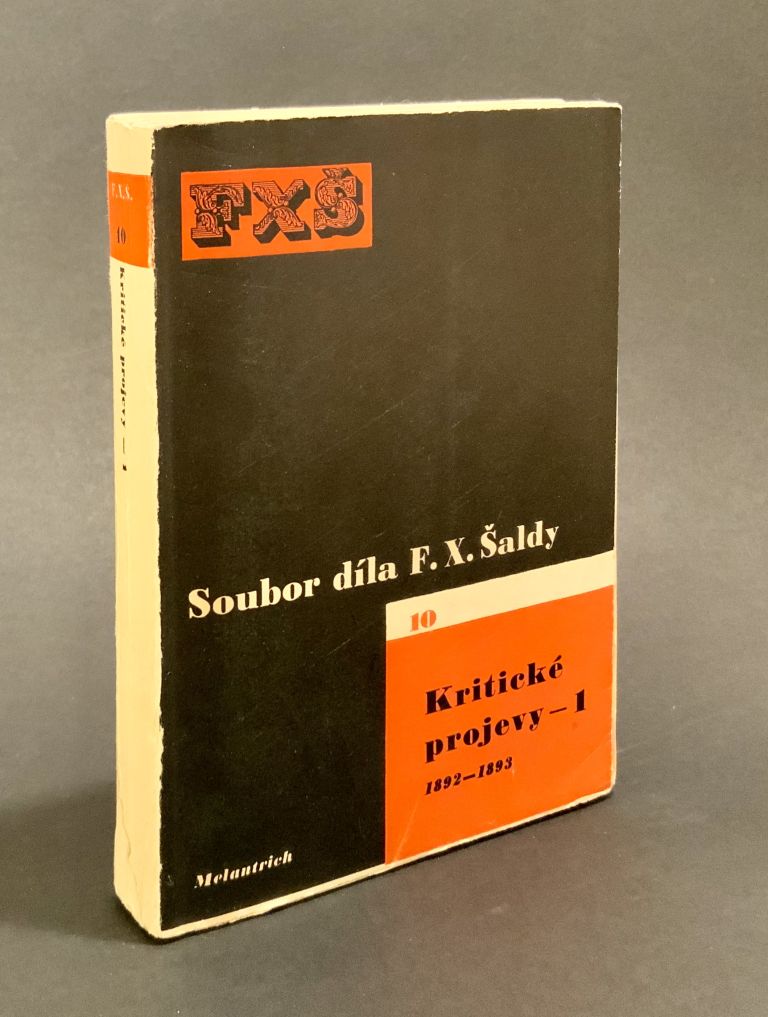 F.X.Š.
10
Kritické projevy — 1
FXŠ
Soubor díla F. X. Šaldy
10
Kritické
projevy — 1
1892—1893
Melantrich